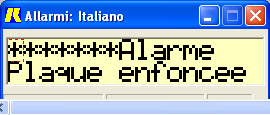 Allarmi: Italiano
*******Alarme
Plaque enfoncee